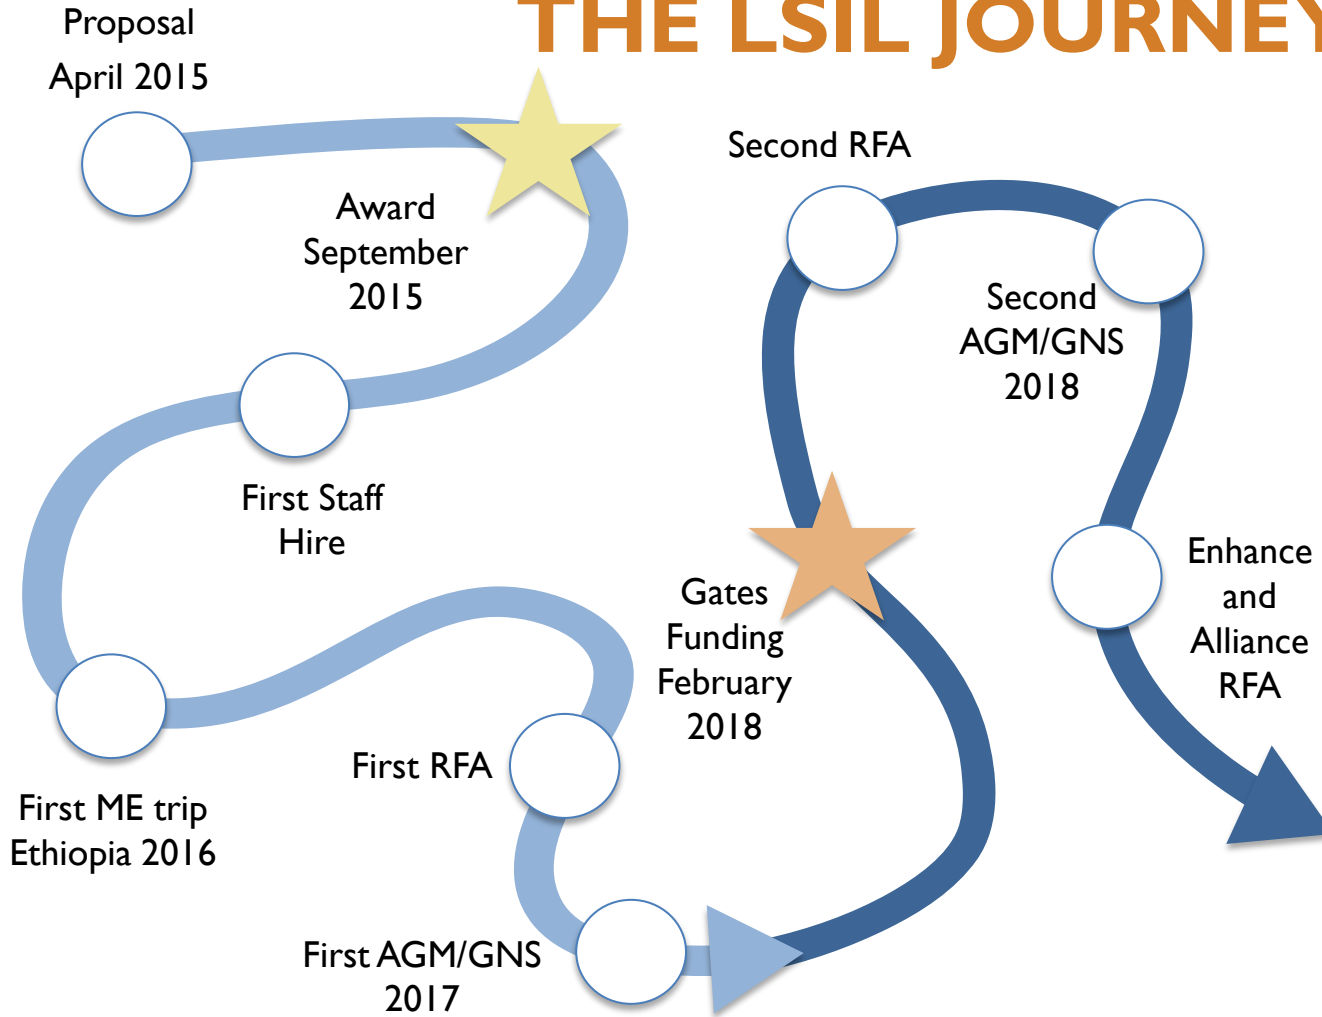 THE LSIL JOURNEY
Proposal
April 2015
Award
September
2015
First Staff
Hire
First ME trip
Ethiopia 2016
First RFA
First AGM/GNS
2017
Gates
Funding
February
2018
Second RFA
Second
AGM/GNS
2018
Enhance
and
Alliance
RFA